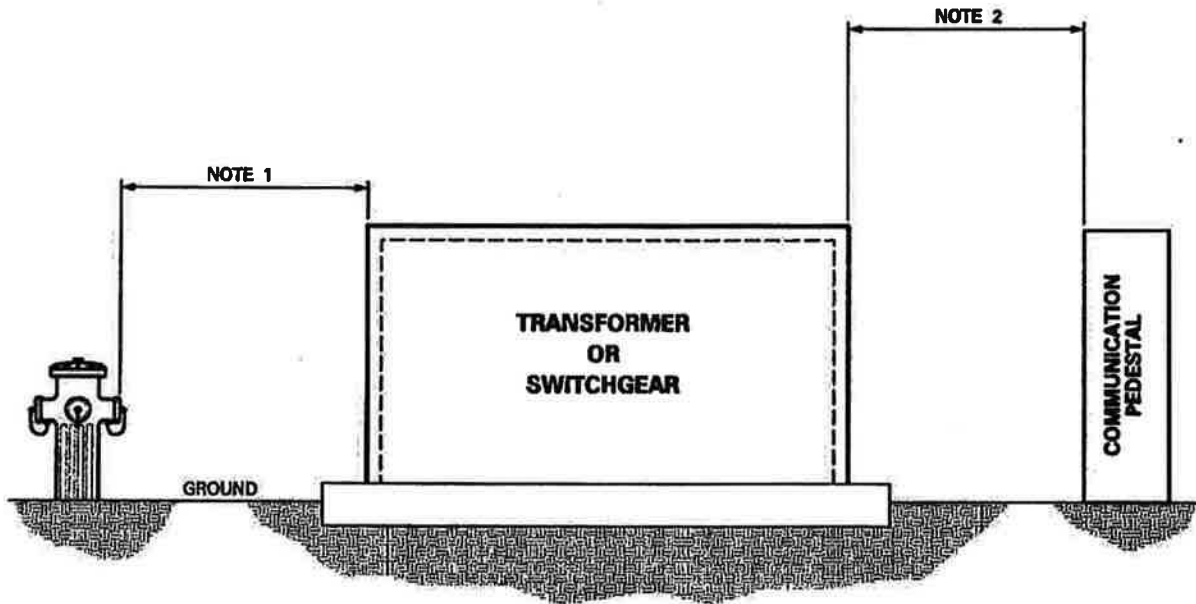 NOTE 2
NOTE 1
TRANSFORMER
OR
SWITCHGEAR
COMMUNICATION
PEDESTAL
GROUND